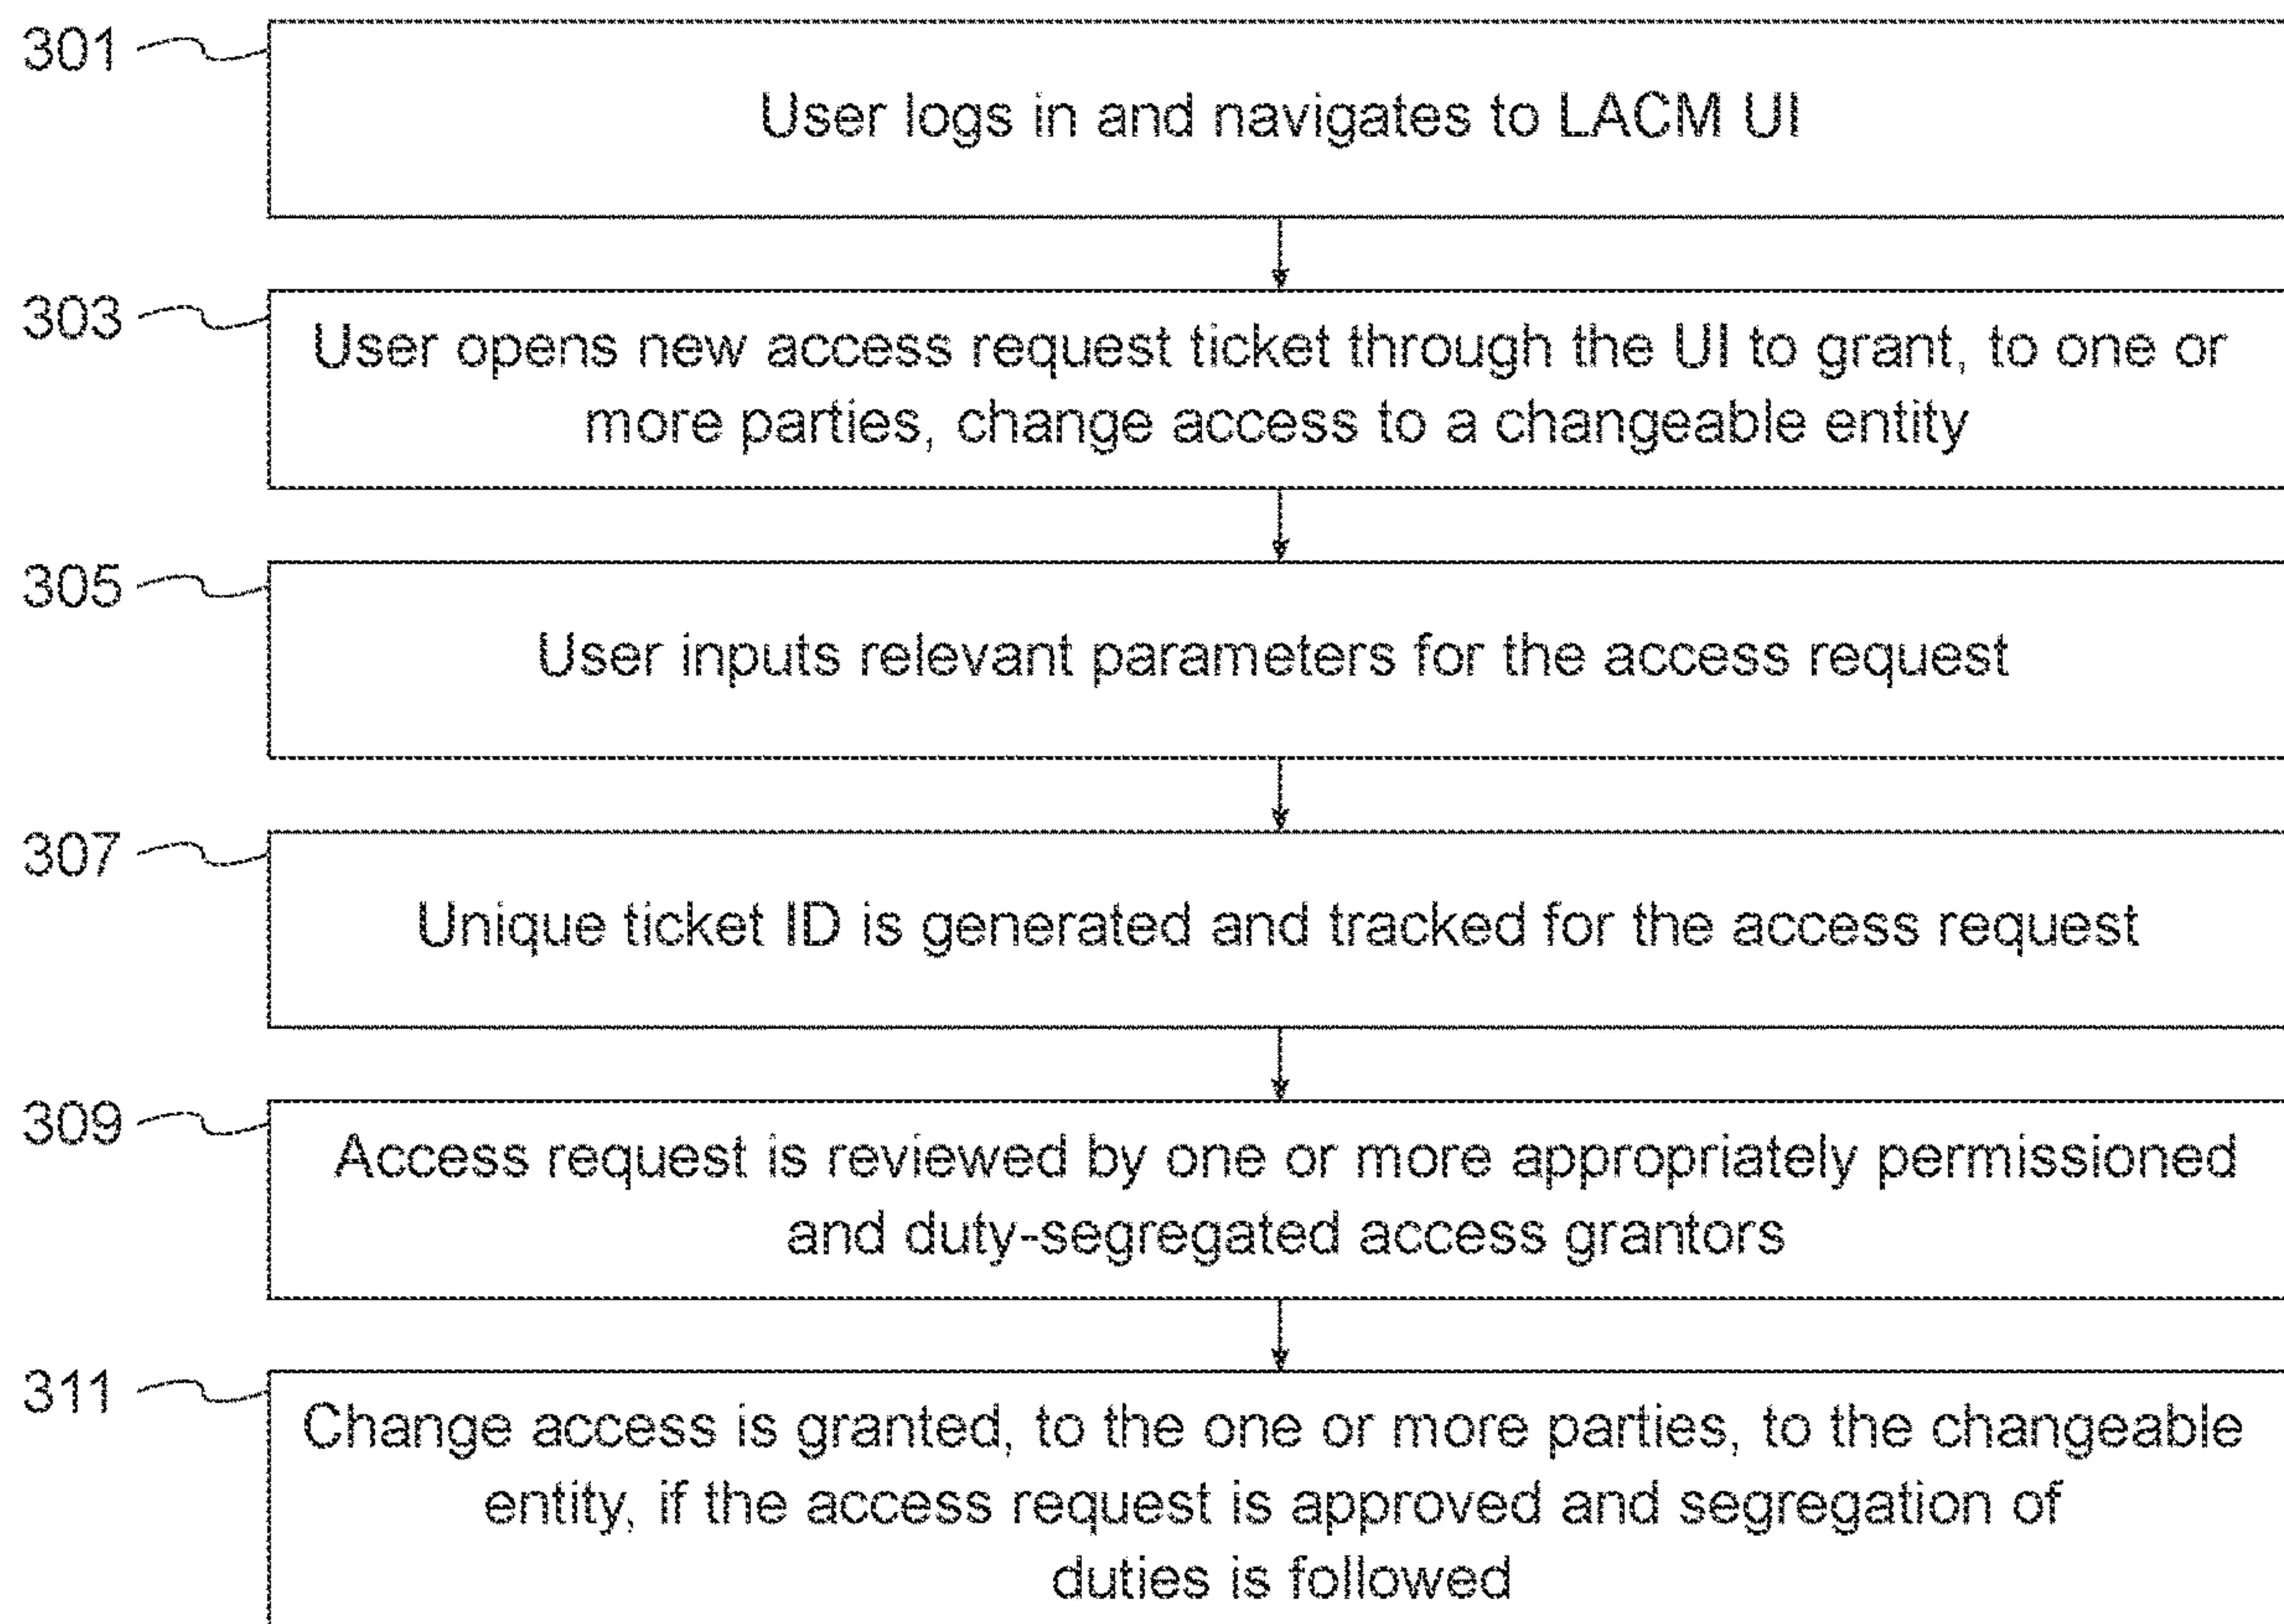 301
User logs in and navigates to LACM UI
303
User opens new access request ticket through the UI to grant, to one or
more parties, change access to a changeable entity
305
User inputs relevant parameters for the access request
307
Unique ticket ID is generated and tracked for the access request
309
Access request is reviewed by one or more appropriately permissioned
and duty-segregated access grantors
311
Change access is granted, to the one or more parties, to the changeable
entity, if the access request is approved and segregation of
duties is followed